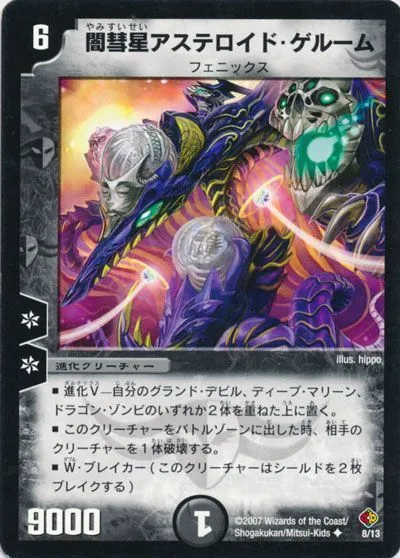 6
やみすいせい
闇彗星アステロイド・ゲルーム
フェニックス
illus. hippo
進化クリーチャー
■ 進化V―自分のグランド・デビル、ディープ・マリーン、
ドラゴン・ゾンビのいずれか2体を重ねた上に置く。
■ このクリーチャーをバトルゾーンに出した時、相手の
クリーチャーを1体破壊する。
■ W・ブレイカー(このクリーチャーはシールドを2枚
ブレイクする)
9000
1
©2007 Wizards of the Coast/
Shogakukan/Mitsui-Kids ◆
8/13